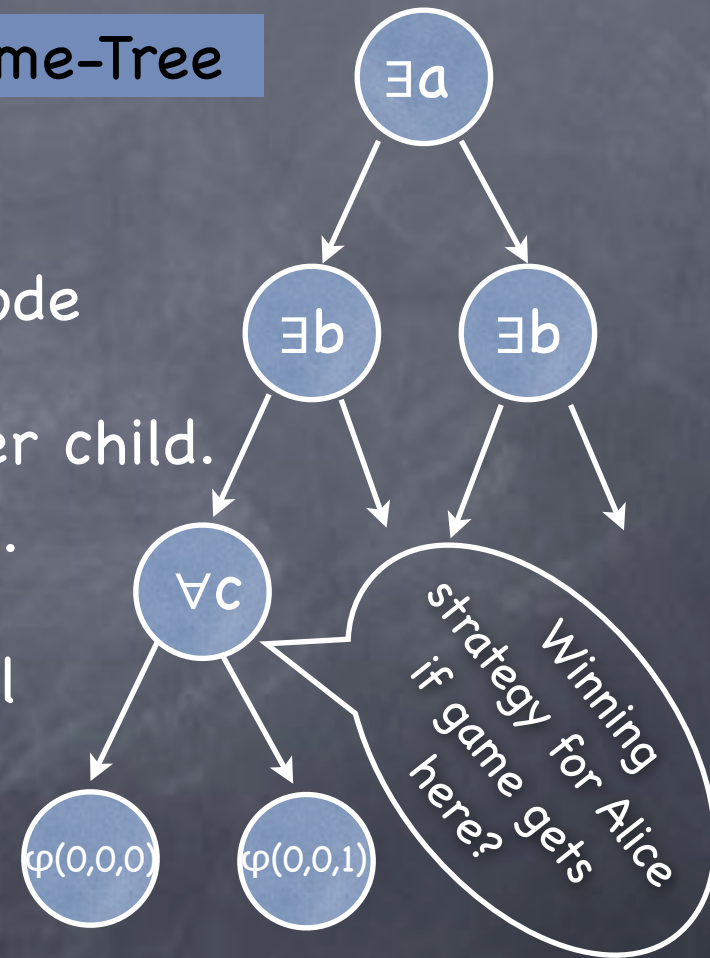 me-Tree
ode
er child.
.
l
∃a
∃b ∃b
∀c
φ(0,0,0) φ(0,0,1)
Winning
strategy for Alice
if game gets
here?